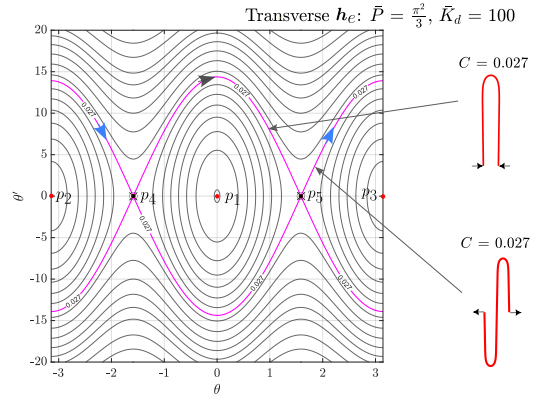 Transverse h_e: P̄ = π²/3, K̄_d = 100
20
15
10
5
0
-5
-10
-15
-20
θ'
-3
-2
-1
0
1
2
3
θ
0.027
0.027
0.027
0.027
0.027
0.027
0.027
p₂
p₄
p₁
p₅
p₃
C = 0.027
C = 0.027